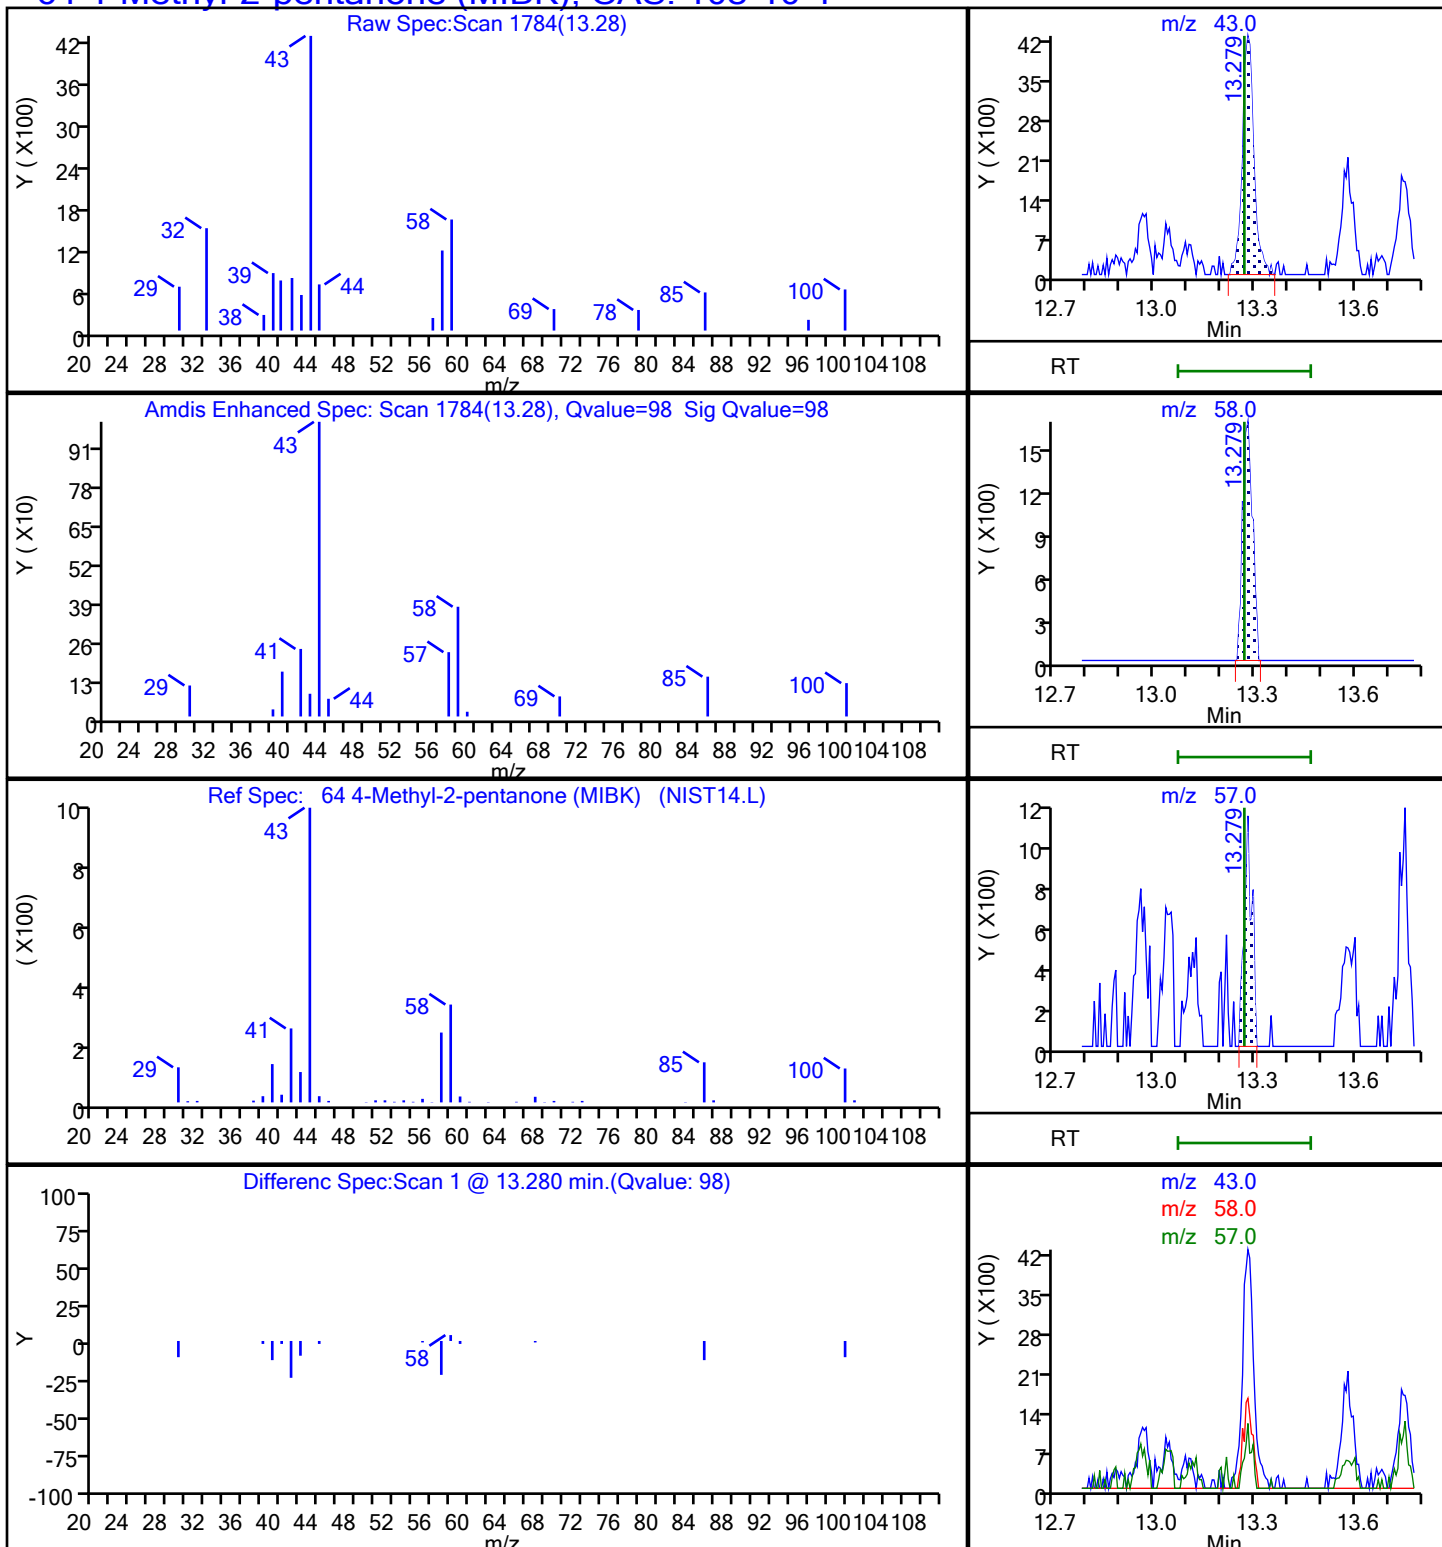 Raw Spec:Scan 1784(13.28)
Y ( X100)
42
36
30
24
18
12
6
0
43
32
58
29
39
38
44
69
78
85
100
20 24 28 32 36 40 44 48 52 56 60 64 68 72 76 80 84 88 92 96 100 104 108
m/z
m/z 43.0
Y ( X100)
42
35
28
21
14
7
0
13.279
12.7 13.0 13.3 13.6
Min
RT
Amdis Enhanced Spec: Scan 1784(13.28), Qvalue=98 Sig Qvalue=98
Y ( X10)
91
78
65
52
39
26
13
0
43
58
41
57
29
44
69
85
100
20 24 28 32 36 40 44 48 52 56 60 64 68 72 76 80 84 88 92 96 100 104 108
m/z
m/z 58.0
Y ( X100)
15
12
9
6
3
0
13.279
12.7 13.0 13.3 13.6
Min
RT
Ref Spec: 64 4-Methyl-2-pentanone (MIBK) (NIST14.L)
( X100)
10
8
6
4
2
0
43
58
41
29
85
100
20 24 28 32 36 40 44 48 52 56 60 64 68 72 76 80 84 88 92 96 100 104 108
m/z
m/z 57.0
Y ( X100)
12
10
8
6
4
2
0
13.279
12.7 13.0 13.3 13.6
Min
RT
Differenc Spec:Scan 1 @ 13.280 min.(Qvalue: 98)
Y
100
75
50
25
0
-25
-50
-75
-100
58
20 24 28 32 36 40 44 48 52 56 60 64 68 72 76 80 84 88 92 96 100 104 108
m/z
m/z 43.0
m/z 58.0
m/z 57.0
Y ( X100)
42
35
28
21
14
7
0
12.7 13.0 13.3 13.6
Min